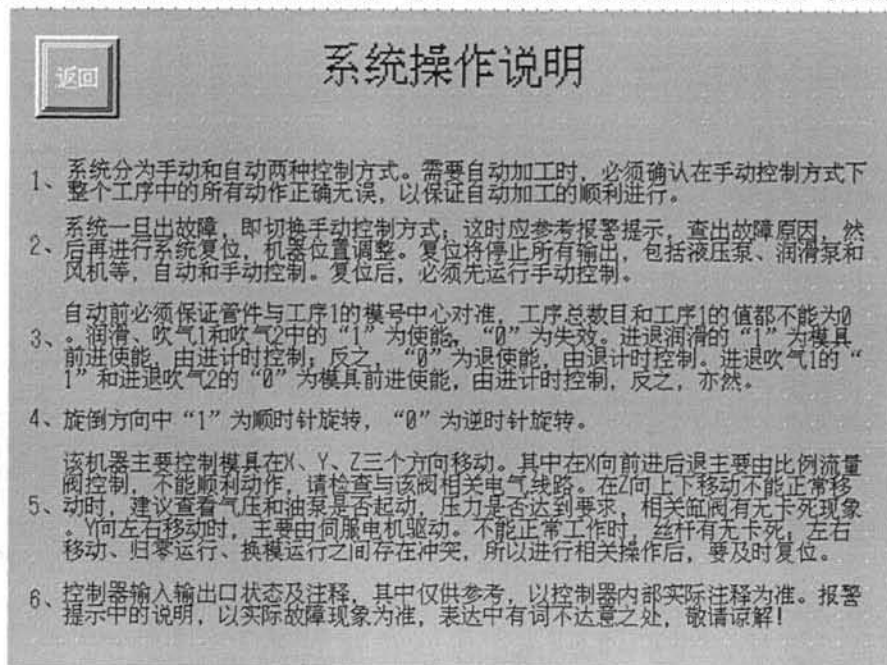 返回
系统操作说明
1、系统分为手动和自动两种控制方式。需要自动加工时，必须确认在手动控制方式下
整个工序中的所有动作正确无误，以保证自动加工的顺利进行。
系统一旦出故障，即切换手动控制方式；这时应参考报警提示，查出故障原因，然
2、后再进行系统复位，机器位置调整。复位将停止所有输出，包括液压泵、润滑泵和
风机等，自动和手动控制。复位后，必须先运行手动控制。
自动前必须保证管件与工序1的模号中心对准，工序总数目和工序1的值都不能为0
3、。润滑、吹气1和吹气2中的“1”为使能，“0”为失效。进退润滑的“1”为模具
前进使能，由进计时控制；反之，“0”为退使能，由退计时控制。进退吹气1的“
1”和进退吹气2的“0”为模具前进使能，由进计时控制，反之，亦然。
4、旋倒方向中“1”为顺时针旋转，“0”为逆时针旋转。
该机器主要控制模具在X、Y、Z三个方向移动。其中在X向前进后退主要由比例流量
阀控制，不能顺利动作，请检查与该阀相关电气线路。在Z向上下移动不能正常移
5、动时，建议查看气压和油泵是否起动，压力是否达到要求，相关缸阀有无卡死现象
。Y向左右移动时，主要由伺服电机驱动。不能正常工作时，丝杆有无卡死；左右
移动、归零运行、换模运行之间存在冲突，所以进行相关操作后，要及时复位。
6、控制器输入输出口状态及注释，其中仅供参考，以控制器内部实际注释为准。报警
提示中的说明，以实际故障现象为准，表达中有词不达意之处，敬请谅解!